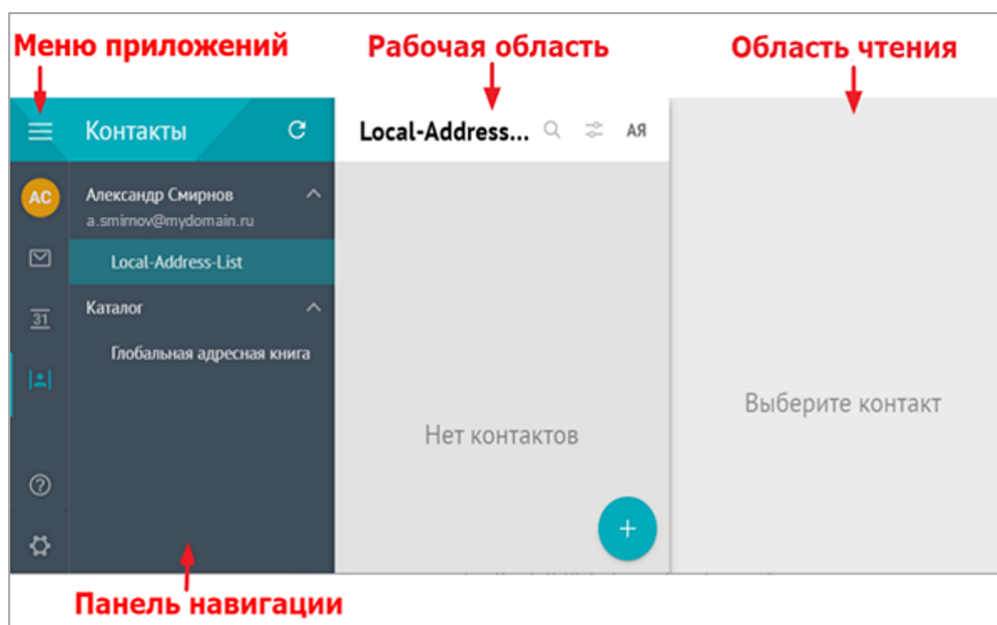 Меню приложений
Рабочая область
Область чтения
Контакты
Local-Address...
АЯ
АС
Александр Смирнов
a.smirnov@mydomain.ru
Local-Address-List
31
Каталог
Глобальная адресная книга
Нет контактов
Выберите контакт
Панель навигации